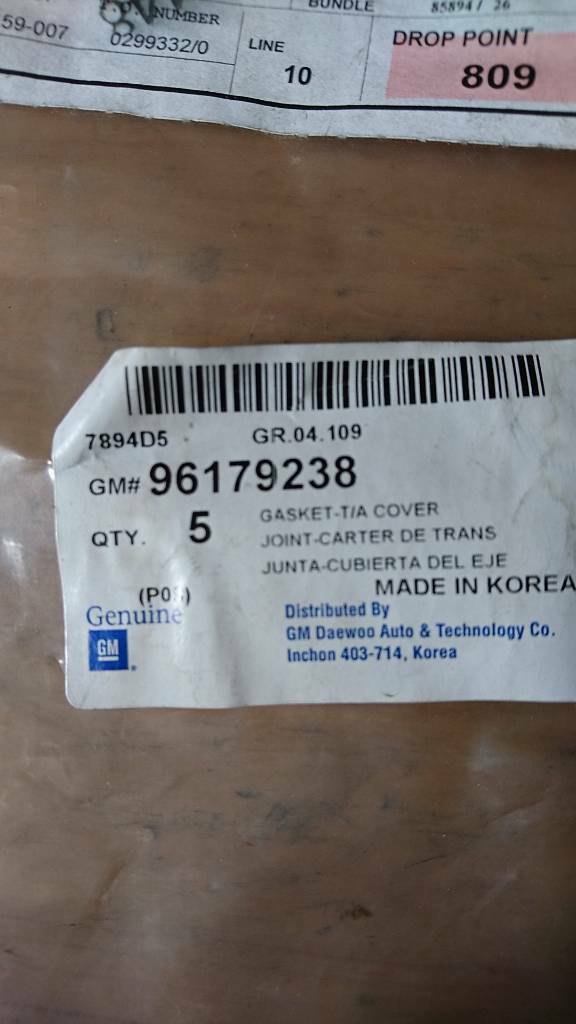 NUMBER
BUNDLE
85894 / 26
59-007
0299332/0
LINE
10
DROP POINT
809
7894D5
GR.04.109
GM# 96179238
QTY. 5
GASKET-T/A COVER
JOINT-CARTER DE TRANS
JUNTA-CUBIERTA DEL EJE
MADE IN KOREA
Genuine
GM
Distributed By
GM Daewoo Auto & Technology Co.
Inchon 403-714, Korea